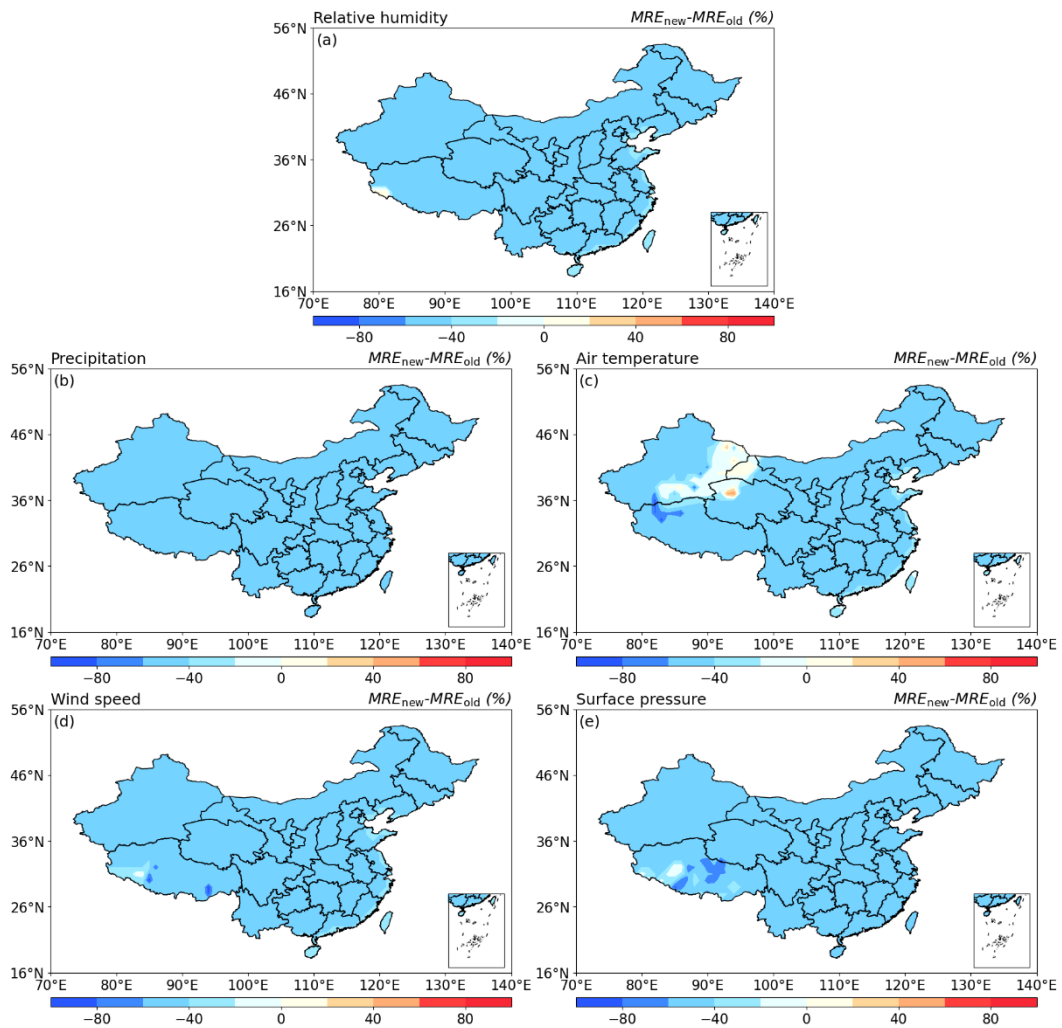 Relative humidity MREnew-MREold (%)
56°N (a)
46°N
36°N
26°N
16°N
70°E 80°E 90°E 100°E 110°E 120°E 130°E 140°E
−80 −40 0 40 80
Precipitation MREnew-MREold (%)
56°N (b)
46°N
36°N
26°N
16°N
70°E 80°E 90°E 100°E 110°E 120°E 130°E 140°E
−80 −40 0 40 80
Air temperature MREnew-MREold (%)
56°N (c)
46°N
36°N
26°N
16°N
70°E 80°E 90°E 100°E 110°E 120°E 130°E 140°E
−80 −40 0 40 80
Wind speed MREnew-MREold (%)
56°N (d)
46°N
36°N
26°N
16°N
70°E 80°E 90°E 100°E 110°E 120°E 130°E 140°E
−80 −40 0 40 80
Surface pressure MREnew-MREold (%)
56°N (e)
46°N
36°N
26°N
16°N
70°E 80°E 90°E 100°E 110°E 120°E 130°E 140°E
−80 −40 0 40 80